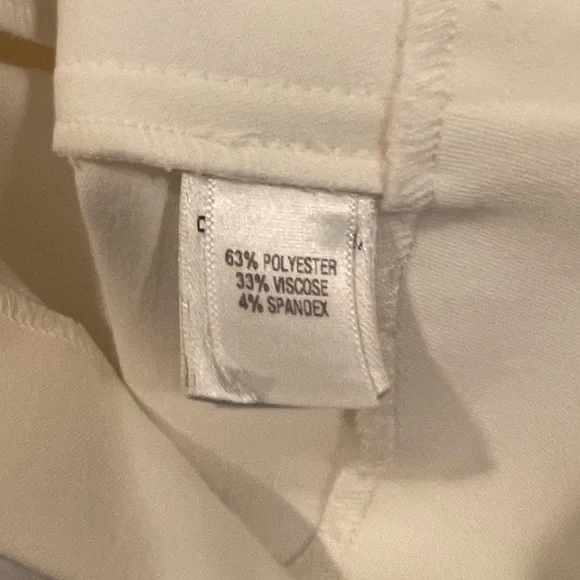 63% POLYESTER
33% VISCOSE
4% SPANDEX